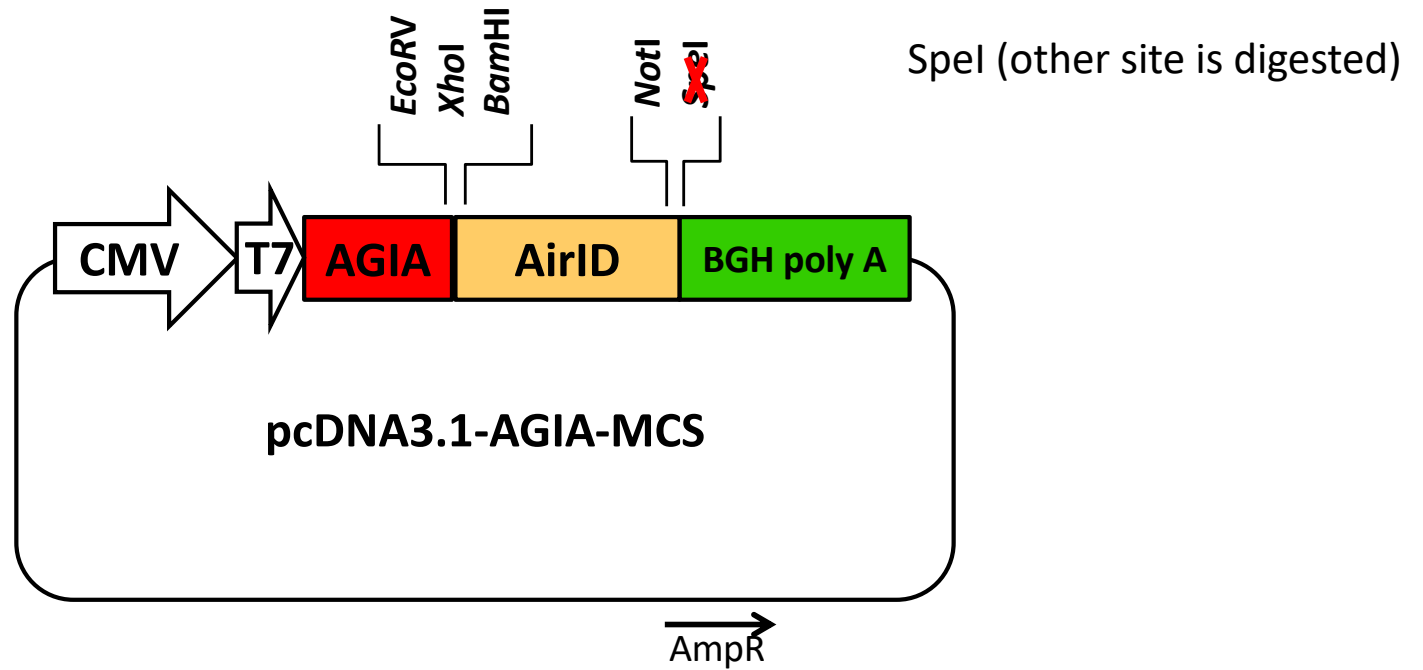 EcoRV
XhoI
BamHI
NotI
SpeI
SpeI (other site is digested)
CMV
T7
AGIA
AirID
BGH poly A
pcDNA3.1-AGIA-MCS
AmpR